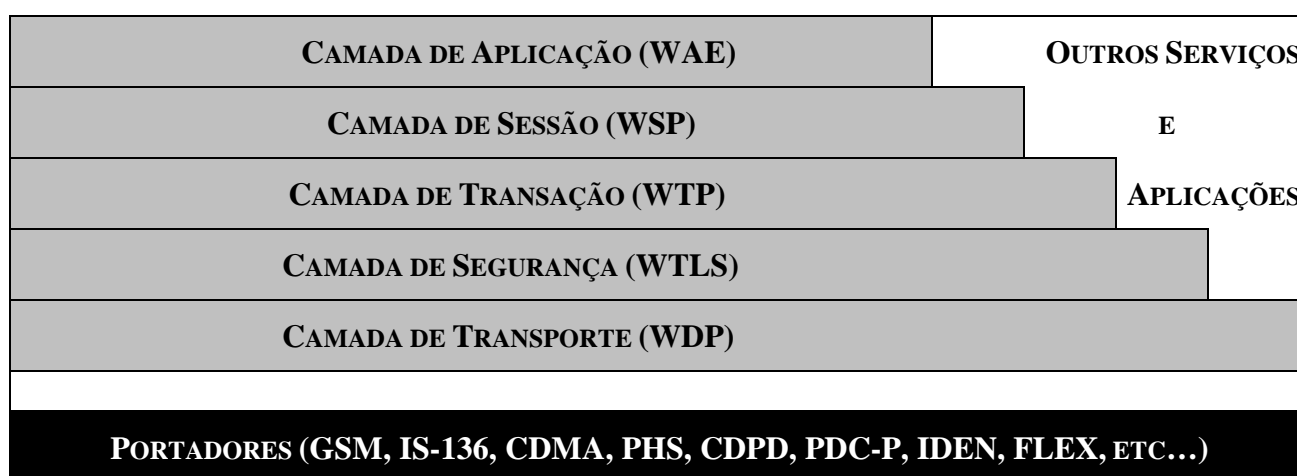 CAMADA DE APLICAÇÃO (WAE) OUTROS SERVIÇOS
CAMADA DE SESSÃO (WSP) E
CAMADA DE TRANSAÇÃO (WTP) APLICAÇÕES
CAMADA DE SEGURANÇA (WTLS)
CAMADA DE TRANSPORTE (WDP)
PORTADORES (GSM, IS-136, CDMA, PHS, CDPD, PDC-P, IDEN, FLEX, ETC...)